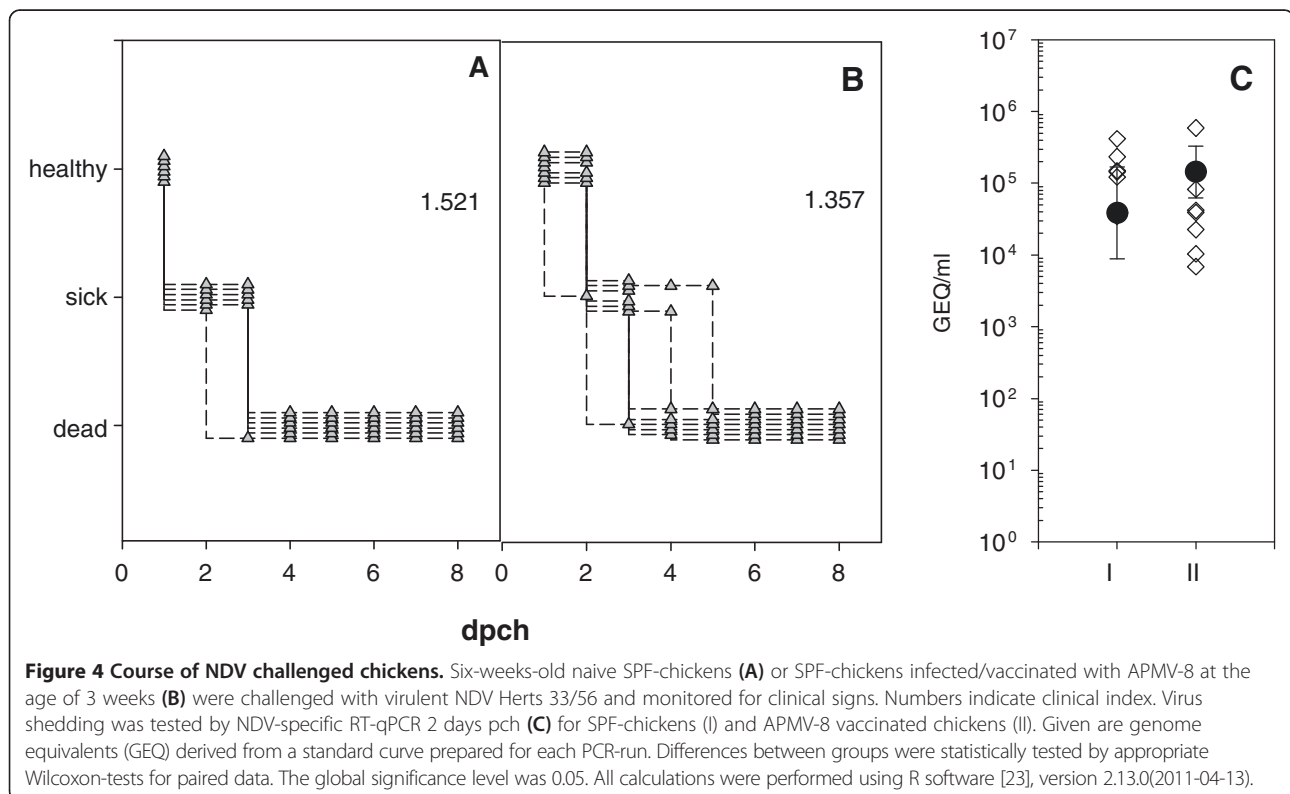 A
B
C
healthy
sick
dead
1.521
1.357
0 2 4 6 8
0 2 4 6 8
dpch
GEQ/ml
10⁷
10⁶
10⁵
10⁴
10³
10²
10¹
10⁰
I II
Figure 4 Course of NDV challenged chickens. Six-weeks-old naive SPF-chickens (A) or SPF-chickens infected/vaccinated with APMV-8 at the
age of 3 weeks (B) were challenged with virulent NDV Herts 33/56 and monitored for clinical signs. Numbers indicate clinical index. Virus
shedding was tested by NDV-specific RT-qPCR 2 days pch (C) for SPF-chickens (I) and APMV-8 vaccinated chickens (II). Given are genome
equivalents (GEQ) derived from a standard curve prepared for each PCR-run. Differences between groups were statistically tested by appropriate
Wilcoxon-tests for paired data. The global significance level was 0.05. All calculations were performed using R software [23], version 2.13.0(2011-04-13).